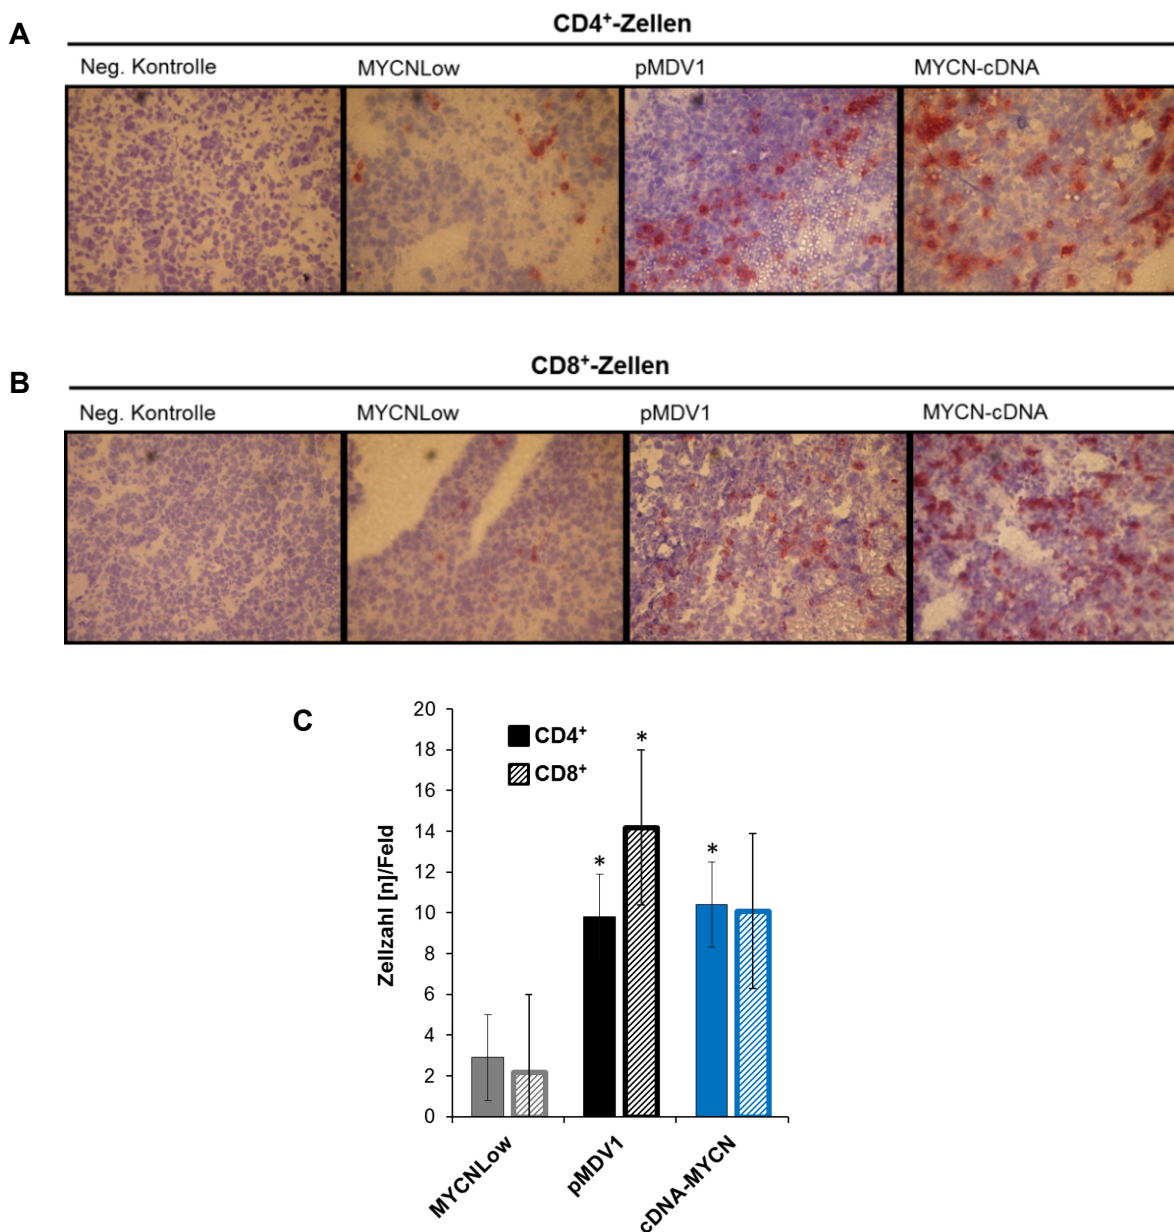 A
CD4⁺-Zellen
Neg. Kontrolle MYCNLow pMDV1 MYCN-cDNA
B
CD8⁺-Zellen
Neg. Kontrolle MYCNLow pMDV1 MYCN-cDNA
C
Zellzahl [n]/Feld
20
18
16
14
12
10
8
6
4
2
0
CD4⁺
CD8⁺
*
*
*
MYCNLow
pMDV1
cDNA-MYCN